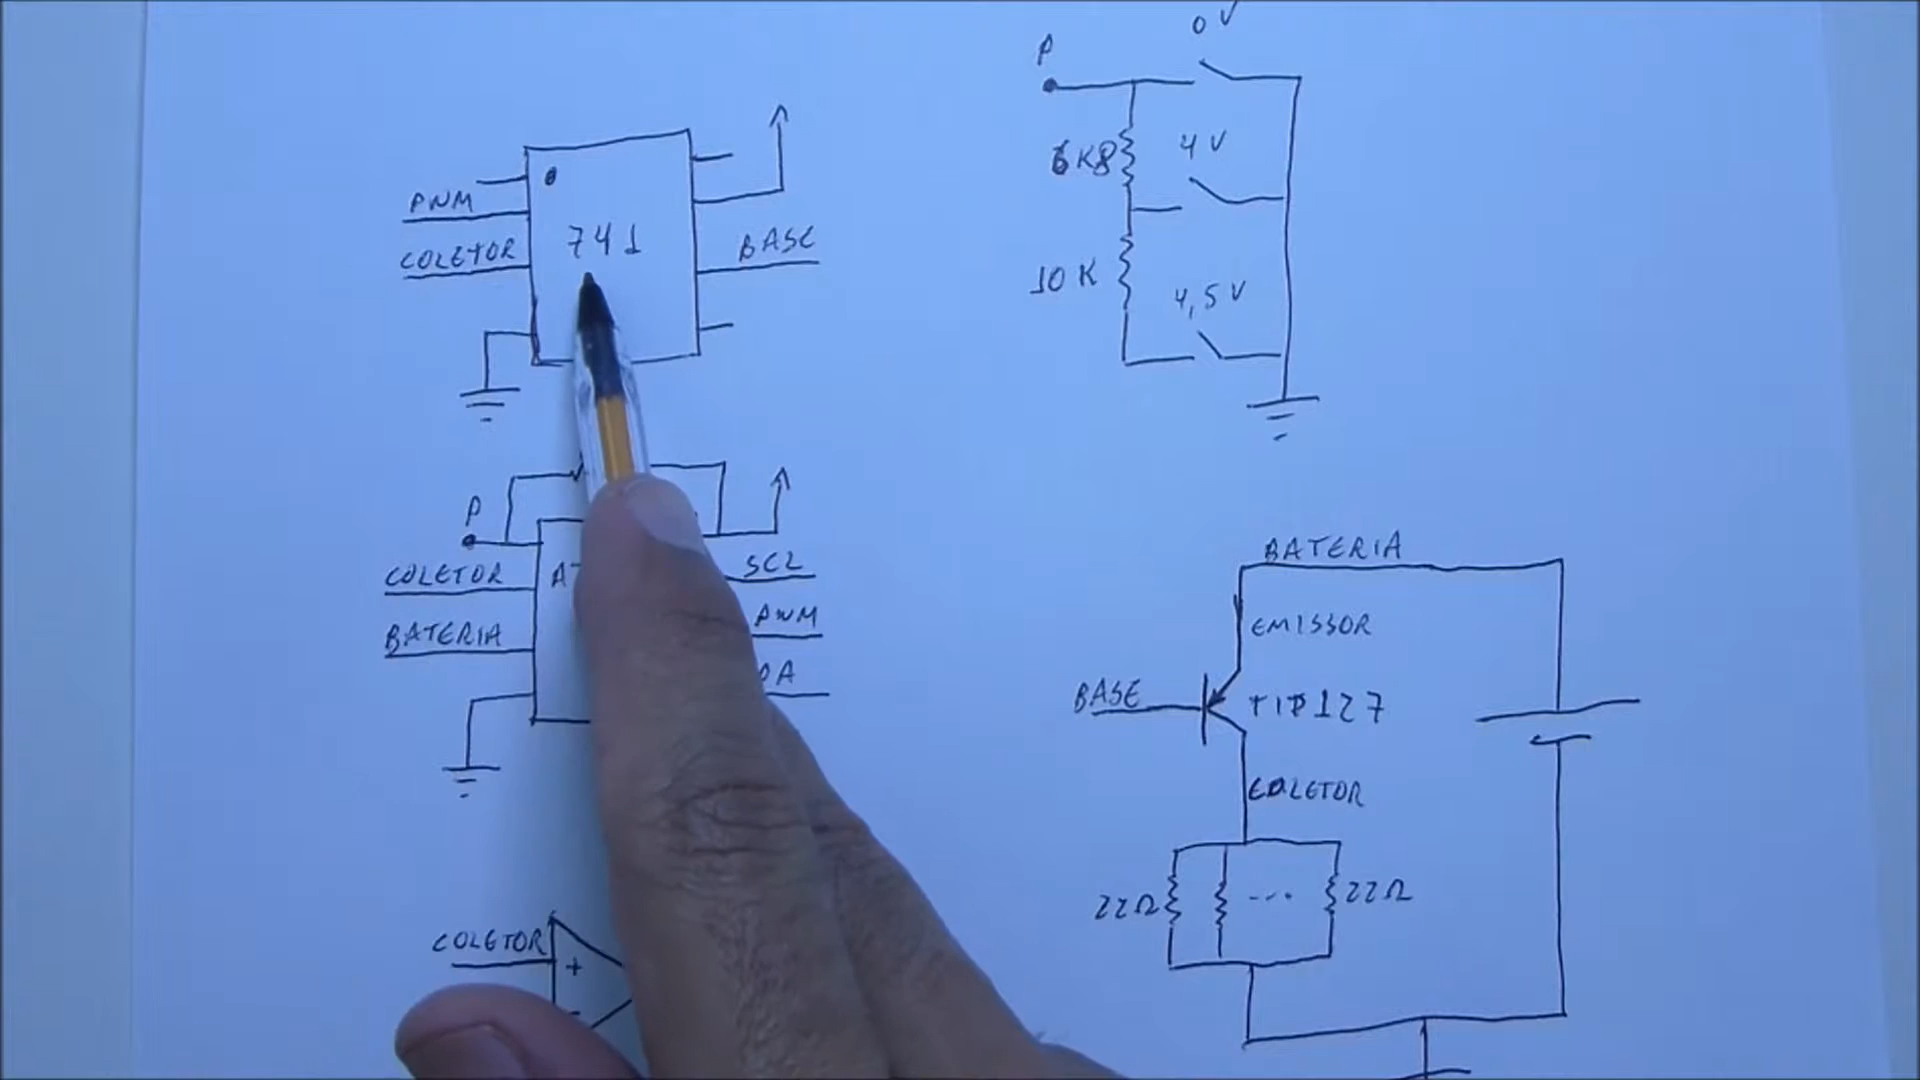 PWM
COLETOR
741
BASE
P
COLETOR
BATERIA
SCL
PWM
COLETOR
+
-
P
0V
6K8
4V
10K
4,5V
BATERIA
EMISSOR
BASE
TIP127
COLETOR
22Ω
...
22Ω